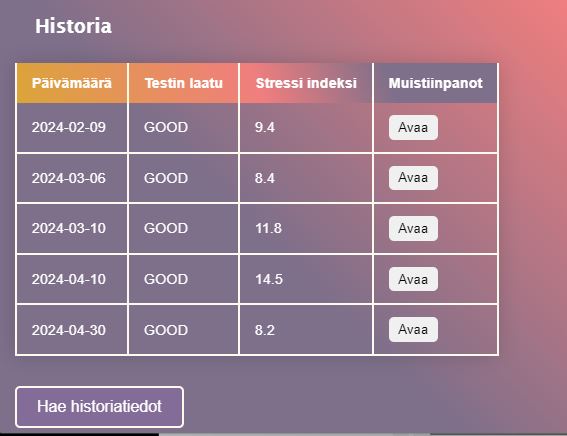 Historia
Päivämäärä Testin laatu Stressi indeksi Muistiinpanot
2024-02-09 GOOD 9.4 Avaa
2024-03-06 GOOD 8.4 Avaa
2024-03-10 GOOD 11.8 Avaa
2024-04-10 GOOD 14.5 Avaa
2024-04-30 GOOD 8.2 Avaa
Hae historiatiedot